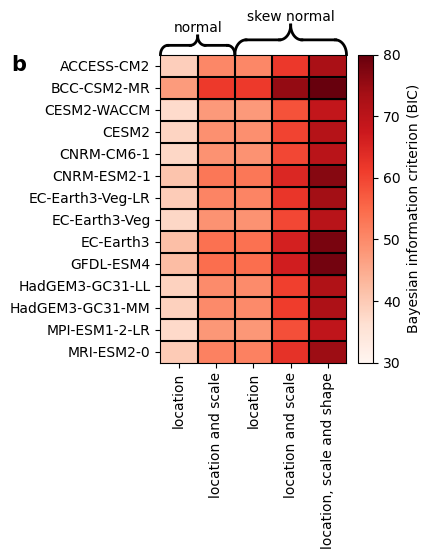 skew normal
normal
b
ACCESS-CM2
BCC-CSM2-MR
CESM2-WACCM
CESM2
CNRM-CM6-1
CNRM-ESM2-1
EC-Earth3-Veg-LR
EC-Earth3-Veg
EC-Earth3
GFDL-ESM4
HadGEM3-GC31-LL
HadGEM3-GC31-MM
MPI-ESM1-2-LR
MRI-ESM2-0
location
location and scale
location
location and scale
location, scale and shape
80
70
60
50
40
30
Bayesian information criterion (BIC)